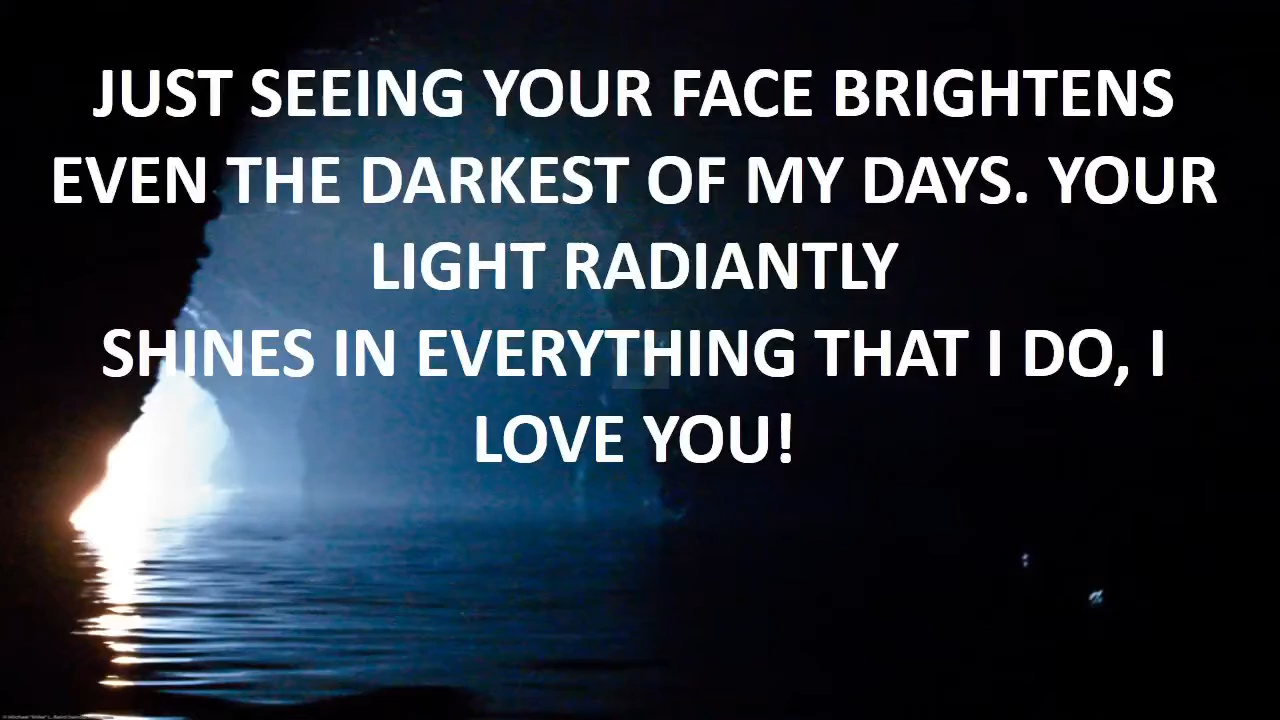 JUST SEEING YOUR FACE BRIGHTENS
EVEN THE DARKEST OF MY DAYS. YOUR
LIGHT RADIANTLY
SHINES IN EVERYTHING THAT I DO, I
LOVE YOU!